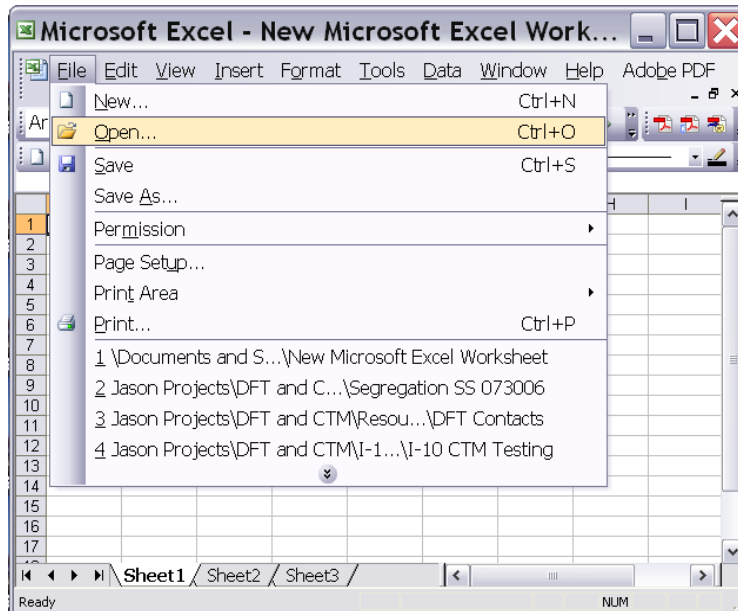 Microsoft Excel - New Microsoft Excel Work...
File Edit View Insert Format Tools Data Window Help Adobe PDF
Ar
New... Ctrl+N
Open... Ctrl+O
Save Ctrl+S
Save As...
Permission
Page Setup...
Print Area
Print... Ctrl+P
1 \Documents and S...\New Microsoft Excel Worksheet
2 Jason Projects\DFT and C...\Segregation SS 073006
3 Jason Projects\DFT and CTM\Resou...\DFT Contacts
4 Jason Projects\DFT and CTM\I-1...\I-10 CTM Testing
H I
1
2
3
4
5
6
7
8
9
10
11
12
13
14
15
16
17
Sheet1 Sheet2 Sheet3
Ready NUM